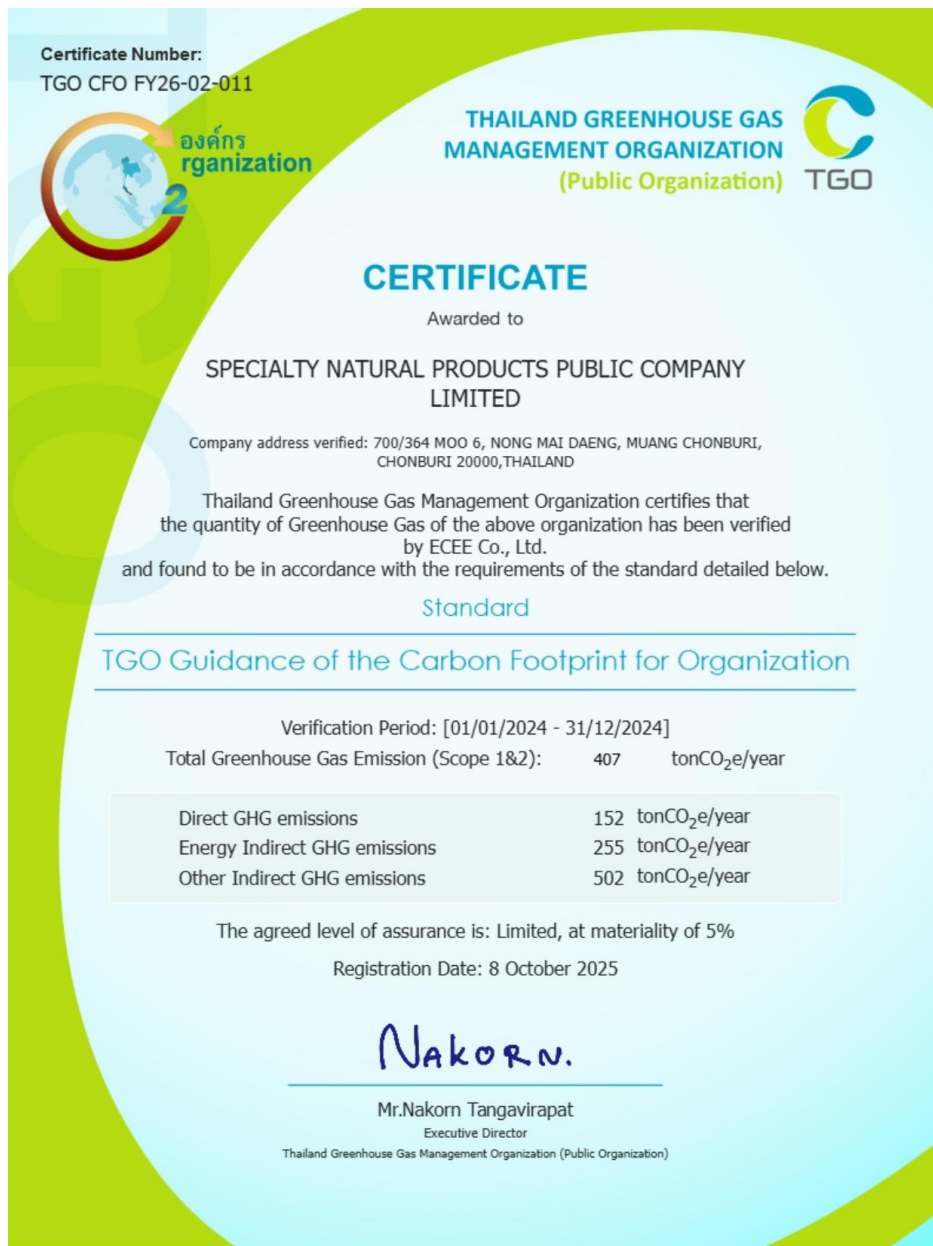 Certificate Number:
TGO CFO FY26-02-011
องค์กร
rganization
2
THAILAND GREENHOUSE GAS
MANAGEMENT ORGANIZATION
(Public Organization)
TGO
CERTIFICATE
Awarded to
SPECIALTY NATURAL PRODUCTS PUBLIC COMPANY
LIMITED
Company address verified: 700/364 MOO 6, NONG MAI DAENG, MUANG CHONBURI,
CHONBURI 20000,THAILAND
Thailand Greenhouse Gas Management Organization certifies that
the quantity of Greenhouse Gas of the above organization has been verified
by ECEE Co., Ltd.
and found to be in accordance with the requirements of the standard detailed below.
Standard
TGO Guidance of the Carbon Footprint for Organization
Verification Period: [01/01/2024 - 31/12/2024]
Total Greenhouse Gas Emission (Scope 1&2): 407 tonCO₂e/year
Direct GHG emissions 152 tonCO₂e/year
Energy Indirect GHG emissions 255 tonCO₂e/year
Other Indirect GHG emissions 502 tonCO₂e/year
The agreed level of assurance is: Limited, at materiality of 5%
Registration Date: 8 October 2025
NAKORN.
Mr.Nakorn Tangavirapat
Executive Director
Thailand Greenhouse Gas Management Organization (Public Organization)